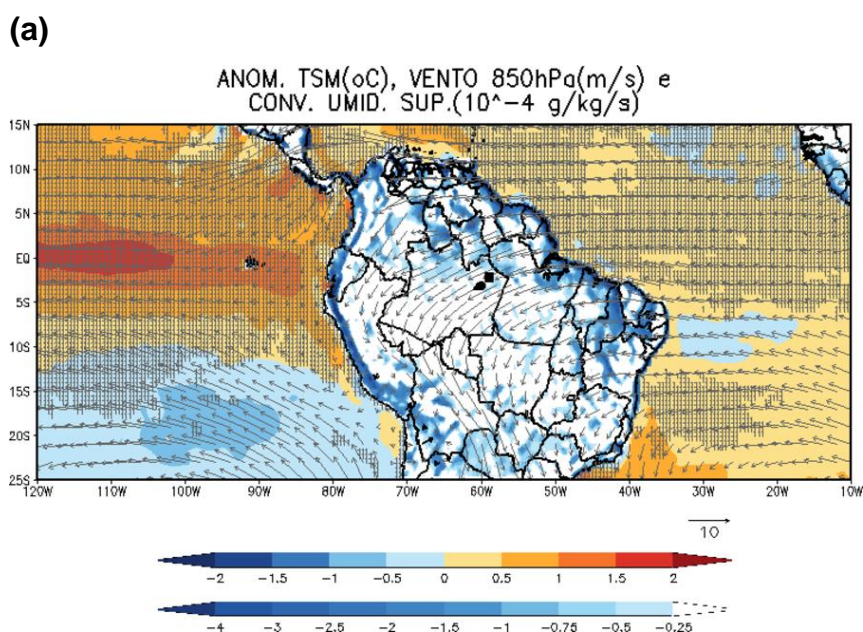 (a)
ANOM. TSM(oC), VENTO 850hPa(m/s) e
CONV. UMID. SUP.(10^-4 g/kg/s)
15N
10N
5N
EQ
5S
10S
15S
20S
25S
120W 110W 100W 90W 80W 70W 60W 50W 40W 30W 20W 10W
10
-2 -1.5 -1 -0.5 0 0.5 1 1.5 2
-4 -3 -2.5 -2 -1.5 -1 -0.75 -0.5 -0.25